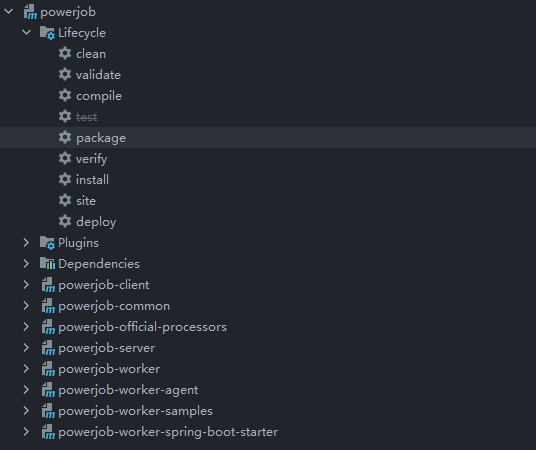 powerjob
Lifecycle
clean
validate
compile
test
package
verify
install
site
deploy
Plugins
Dependencies
powerjob-client
powerjob-common
powerjob-official-processors
powerjob-server
powerjob-worker
powerjob-worker-agent
powerjob-worker-samples
powerjob-worker-spring-boot-starter